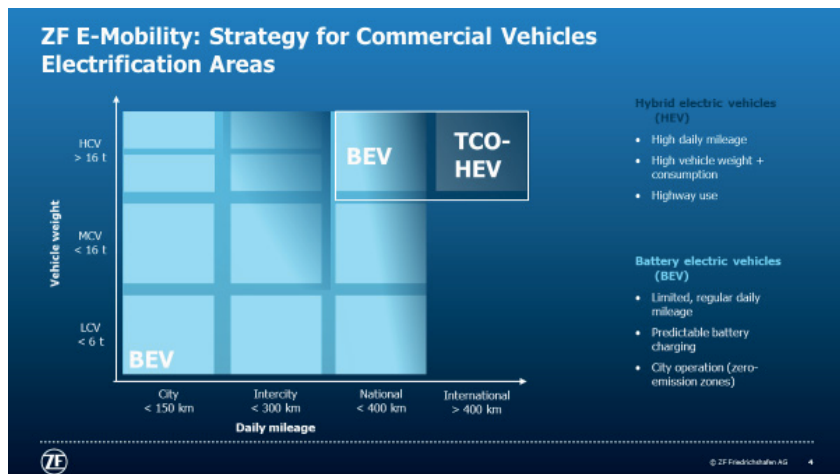 ZF E-Mobility: Strategy for Commercial Vehicles
Electrification Areas
Vehicle weight
HCV
> 16 t
MCV
< 16 t
LCV
< 6 t
BEV
TCO-
HEV
BEV
City
< 150 km
Intercity
< 300 km
National
< 400 km
International
> 400 km
Daily mileage
Hybrid electric vehicles
(HEV)
• High daily mileage
• High vehicle weight +
consumption
• Highway use
Battery electric vehicles
(BEV)
• Limited, regular daily
mileage
• Predictable battery
charging
• City operation (zero-
emission zones)
ZF
© ZF Friedrichshafen AG 4